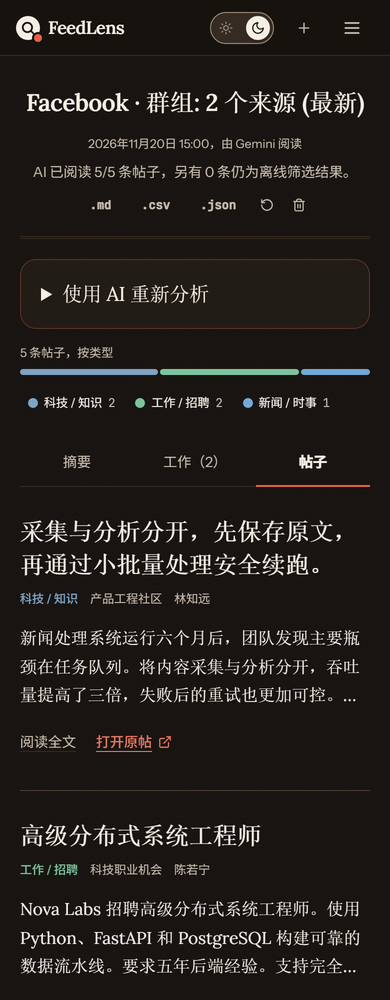 FeedLens
Facebook · 群组: 2 个来源 (最新)
2026年11月20日 15:00，由 Gemini 阅读
AI 已阅读 5/5 条帖子，另有 0 条仍为离线筛选结果。
.md .csv .json
▶ 使用 AI 重新分析
5 条帖子，按类型
科技 / 知识 2 工作 / 招聘 2 新闻 / 时事 1
摘要 工作（2） 帖子
采集与分析分开，先保存原文，
再通过小批量处理安全续跑。
科技 / 知识 产品工程社区 林知远
新闻处理系统运行六个月后，团队发现主要瓶
颈在任务队列。将内容采集与分析分开，吞吐
量提高了三倍，失败后的重试也更加可控。...
阅读全文 打开原帖
高级分布式系统工程师
工作 / 招聘 科技职业机会 陈若宁
Nova Labs 招聘高级分布式系统工程师。使用
Python、FastAPI 和 PostgreSQL 构建可靠的
数据流水线。要求五年后端经验。支持完全...